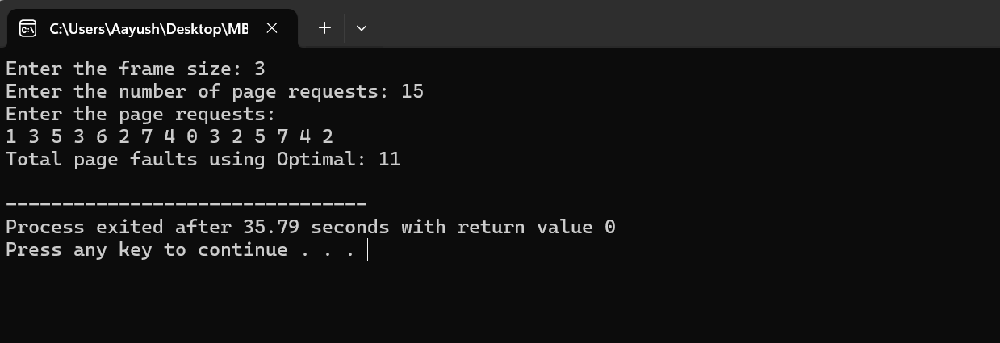 C:\Users\Aayush\Desktop\ME
Enter the frame size: 3
Enter the number of page requests: 15
Enter the page requests:
1 3 5 3 6 2 7 4 0 3 2 5 7 4 2
Total page faults using Optimal: 11
--------------------------------
Process exited after 35.79 seconds with return value 0
Press any key to continue . . .